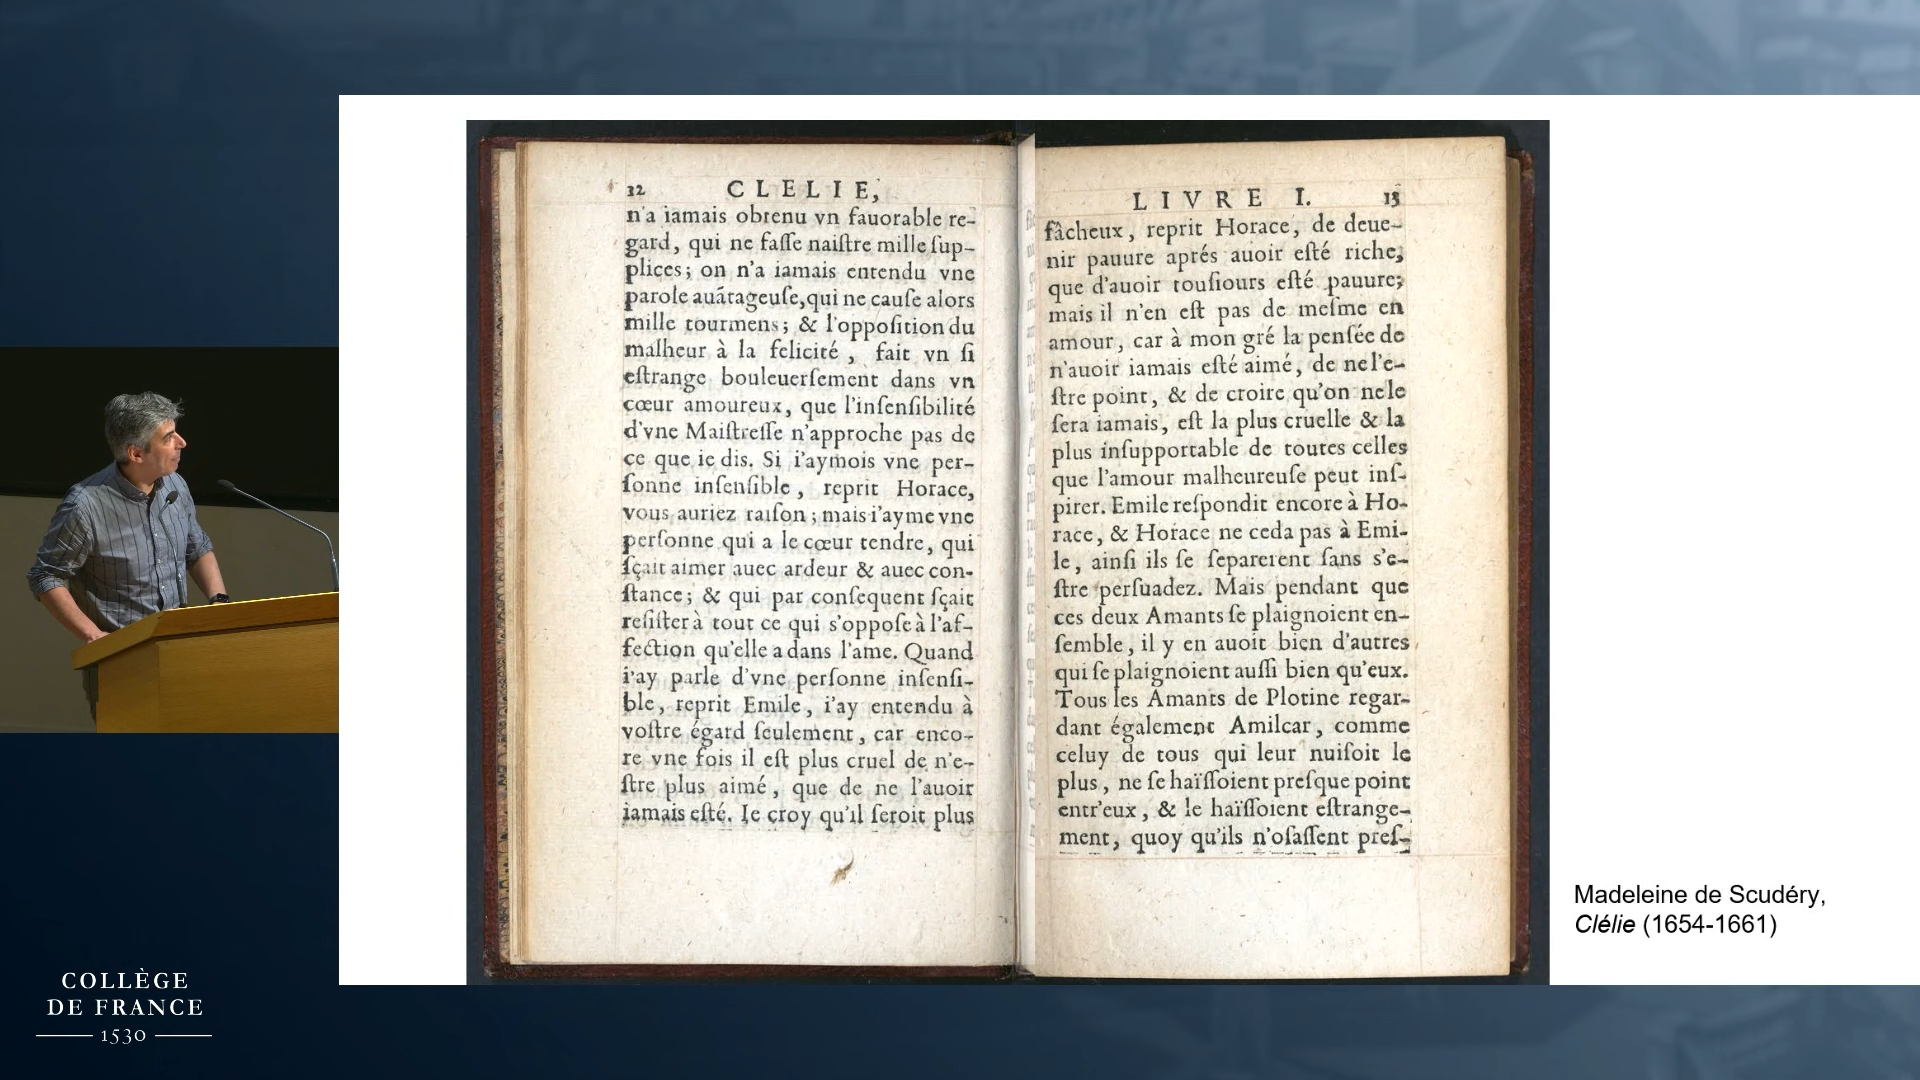 32 CLELIE,
n'a iamais obtenu vn fauorable re-
gard, qui ne faſſe naiſtre mille ſup-
plices; on n'a iamais entendu vne
parole auãtageuſe, qui ne cauſe alors
mille tourmens; & l'oppoſition du
malheur à la felicité, fait vn ſi
eſtrange bouleuerſement dans vn
cœur amoureux, que l'inſenſibilité
d'vne Maiſtreſſe n'approche pas de
ce que ie dis. Si i'aymois vne per-
ſonne inſenſible, reprit Horace,
vous auriez raiſon; mais i'ayme vne
perſonne qui a le cœur tendre, qui
ſçait aimer auec ardeur & auec con-
ſtance; & qui par conſequent ſçait
reſiſter à tout ce qui s'oppoſe à l'af-
fection qu'elle a dans l'ame. Quand
i'ay parle d'vne perſonne inſenſi-
ble, reprit Emile, i'ay entendu à
voſtre égard ſeulement, car enco-
re vne fois il eſt plus cruel de n'e-
ſtre plus aimé, que de ne l'auoir
iamais eſté. Ie croy qu'il ſeroit plus
LIVRE I. 13
fâcheux, reprit Horace, de deue-
nir pauure aprés auoir eſté riche,
que d'auoir touſiours eſté pauure;
mais il n'en eſt pas de meſme en
amour, car à mon gré la penſée de
n'auoir iamais eſté aimé, de ne l'e-
ſtre point, & de croire qu'on ne le
ſera iamais, eſt la plus cruelle & la
plus inſupportable de toutes celles
que l'amour malheureuſe peut inſ-
pirer. Emile reſpondit encore à Ho-
race, & Horace ne ceda pas à Emi-
le, ainſi ils ſe ſeparerent ſans s'e-
ſtre perſuadez. Mais pendant que
ces deux Amants ſe plaignoient en-
ſemble, il y en auoit bien d'autres
qui ſe plaignoient auſſi bien qu'eux.
Tous les Amants de Plotine regar-
dant également Amilcar, comme
celuy de tous qui leur nuiſoit le
plus, ne ſe haïſſoient preſque point
entr'eux, & le haïſſoient eſtrange-
ment, quoy qu'ils n'oſaſſent preſ-
Madeleine de Scudéry,
Clélie (1654-1661)
COLLÈGE
DE FRANCE
1530